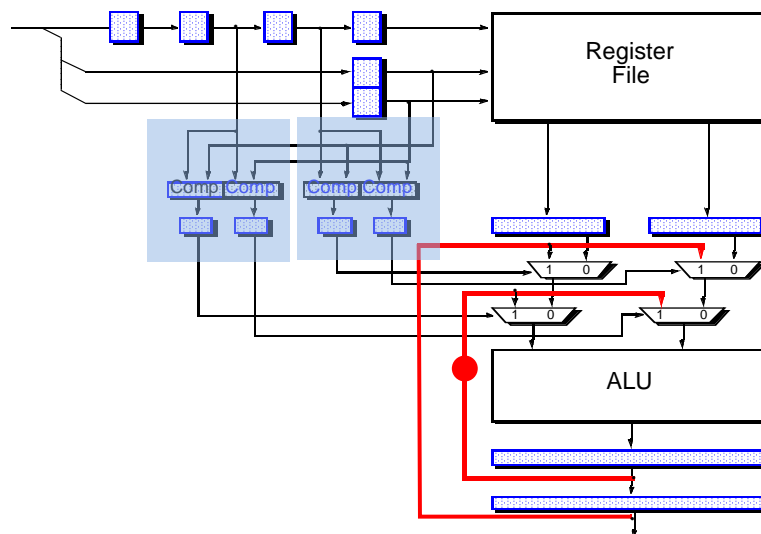 Register
File
Comp Comp Comp Comp
1 0 1 0
1 0 1 0
ALU